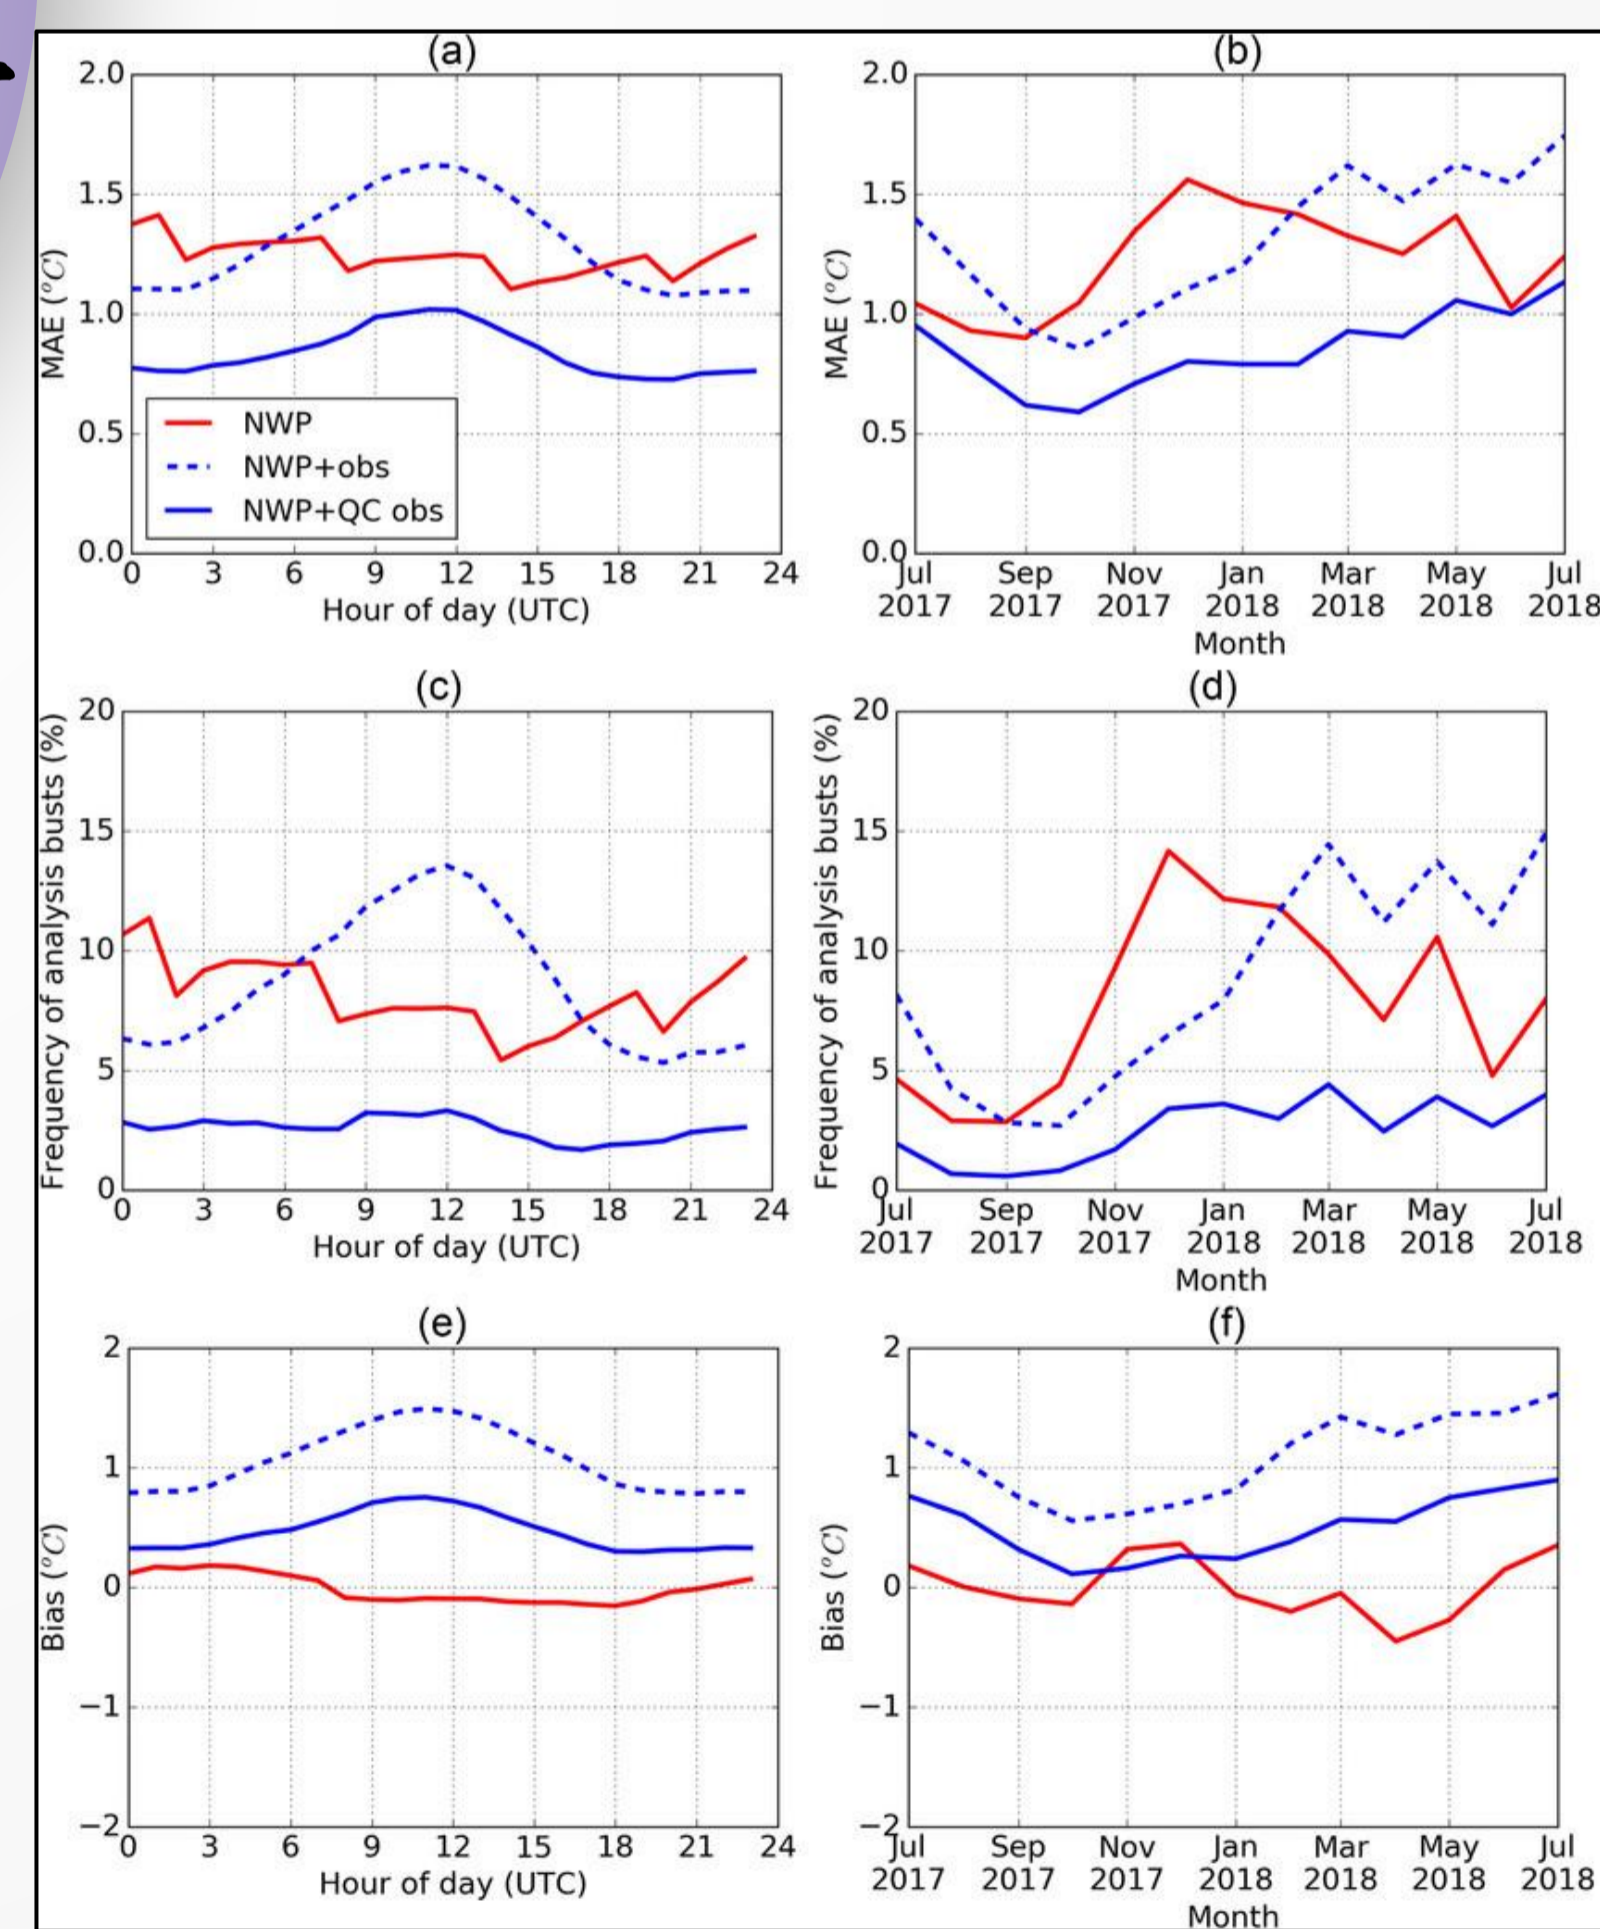 (a)
MAE (°C)
2.0
1.5
1.0
0.5
0.0
NWP
NWP+obs
NWP+QC obs
0 3 6 9 12 15 18 21 24
Hour of day (UTC)
(b)
MAE (°C)
2.0
1.5
1.0
0.5
0.0
Jul Sep Nov Jan Mar May Jul
2017 2017 2017 2018 2018 2018 2018
Month
(c)
Frequency of analysis busts (%)
20
15
10
5
0
0 3 6 9 12 15 18 21 24
Hour of day (UTC)
(d)
Frequency of analysis busts (%)
20
15
10
5
0
Jul Sep Nov Jan Mar May Jul
2017 2017 2017 2018 2018 2018 2018
Month
(e)
Bias (°C)
2
1
0
−1
−2
0 3 6 9 12 15 18 21 24
Hour of day (UTC)
(f)
Bias (°C)
2
1
0
−1
−2
Jul Sep Nov Jan Mar May Jul
2017 2017 2017 2018 2018 2018 2018
Month